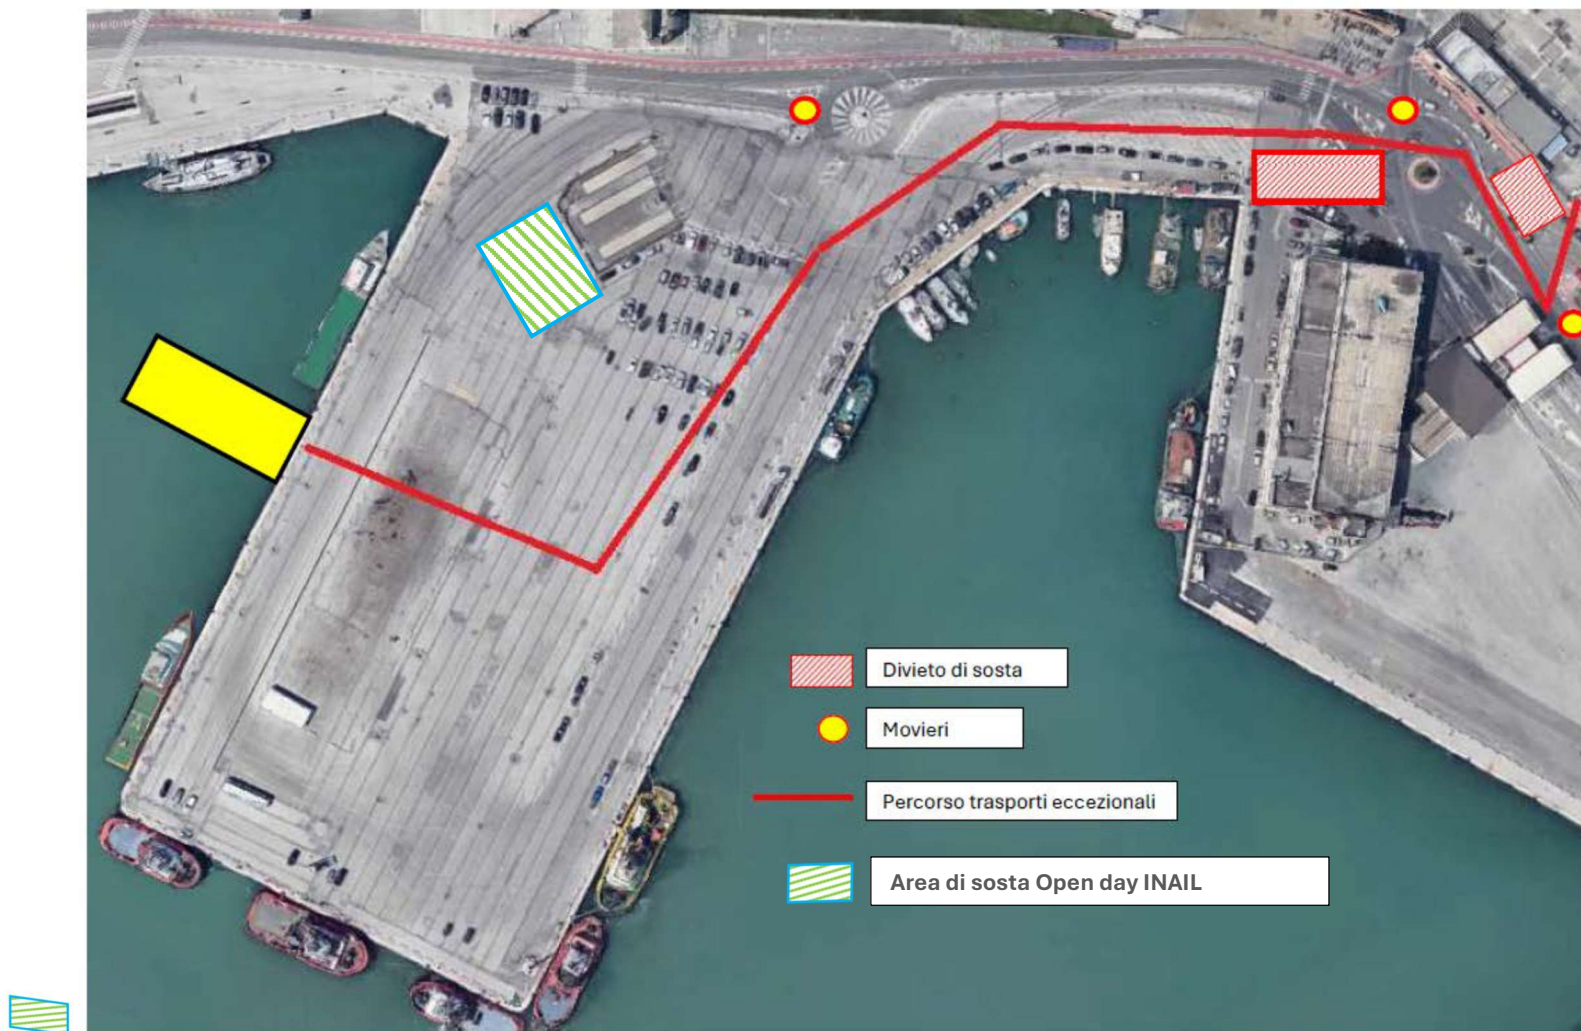 Divieto di sosta
Movieri
Percorso trasporti eccezionali
Area di sosta Open day INAIL